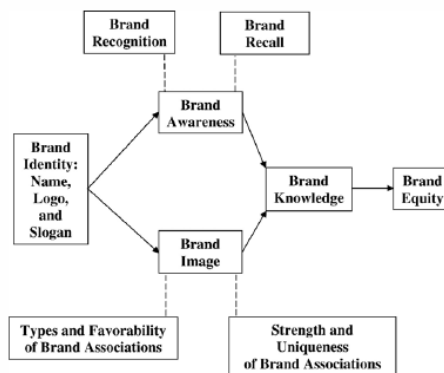 Brand
Recognition
Brand
Recall
Brand
Awareness
Brand
Identity:
Name,
Logo,
and
Slogan
Brand
Knowledge
Brand
Equity
Brand
Image
Types and Favorability
of Brand Associations
Strength and
Uniqueness
of Brand Associations